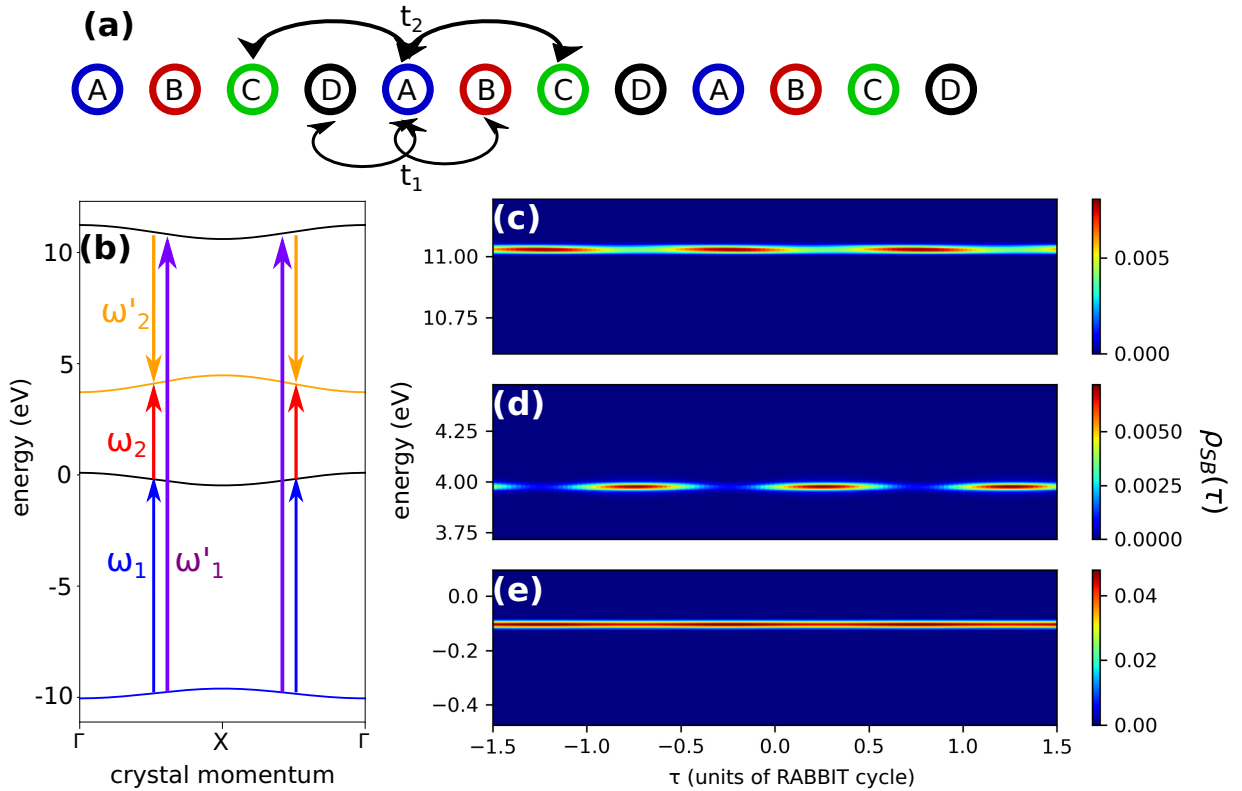 (a)
t2
A B C D A B C D A B C D
t1
(b)
energy (eV)
10
5
0
-5
-10
ω'2
ω2
ω1
ω'1
Γ X Γ
crystal momentum
(c)
11.00
10.75
0.005
0.000
(d)
energy (eV)
4.25
4.00
3.75
0.0050
0.0025
0.0000
ρSB(τ)
(e)
0.0
−0.2
−0.4
0.04
0.02
0.00
−1.5 −1.0 −0.5 0.0 0.5 1.0 1.5
τ (units of RABBIT cycle)